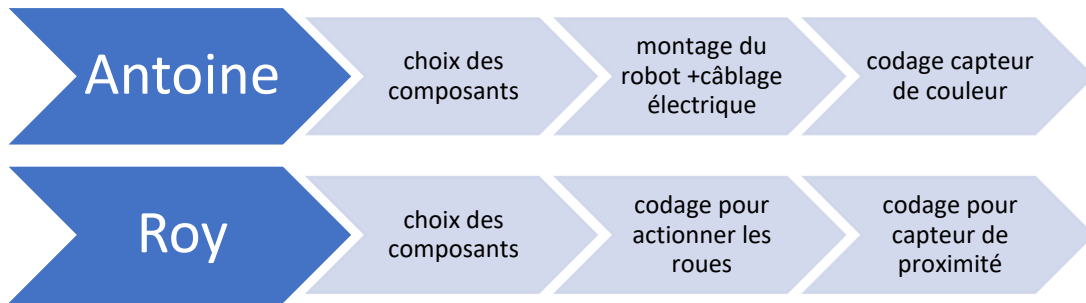 Antoine
choix des
composants
montage du
robot +câblage
électrique
codage capteur
de couleur
Roy
choix des
composants
codage pour
actionner les
roues
codage pour
capteur de
proximité